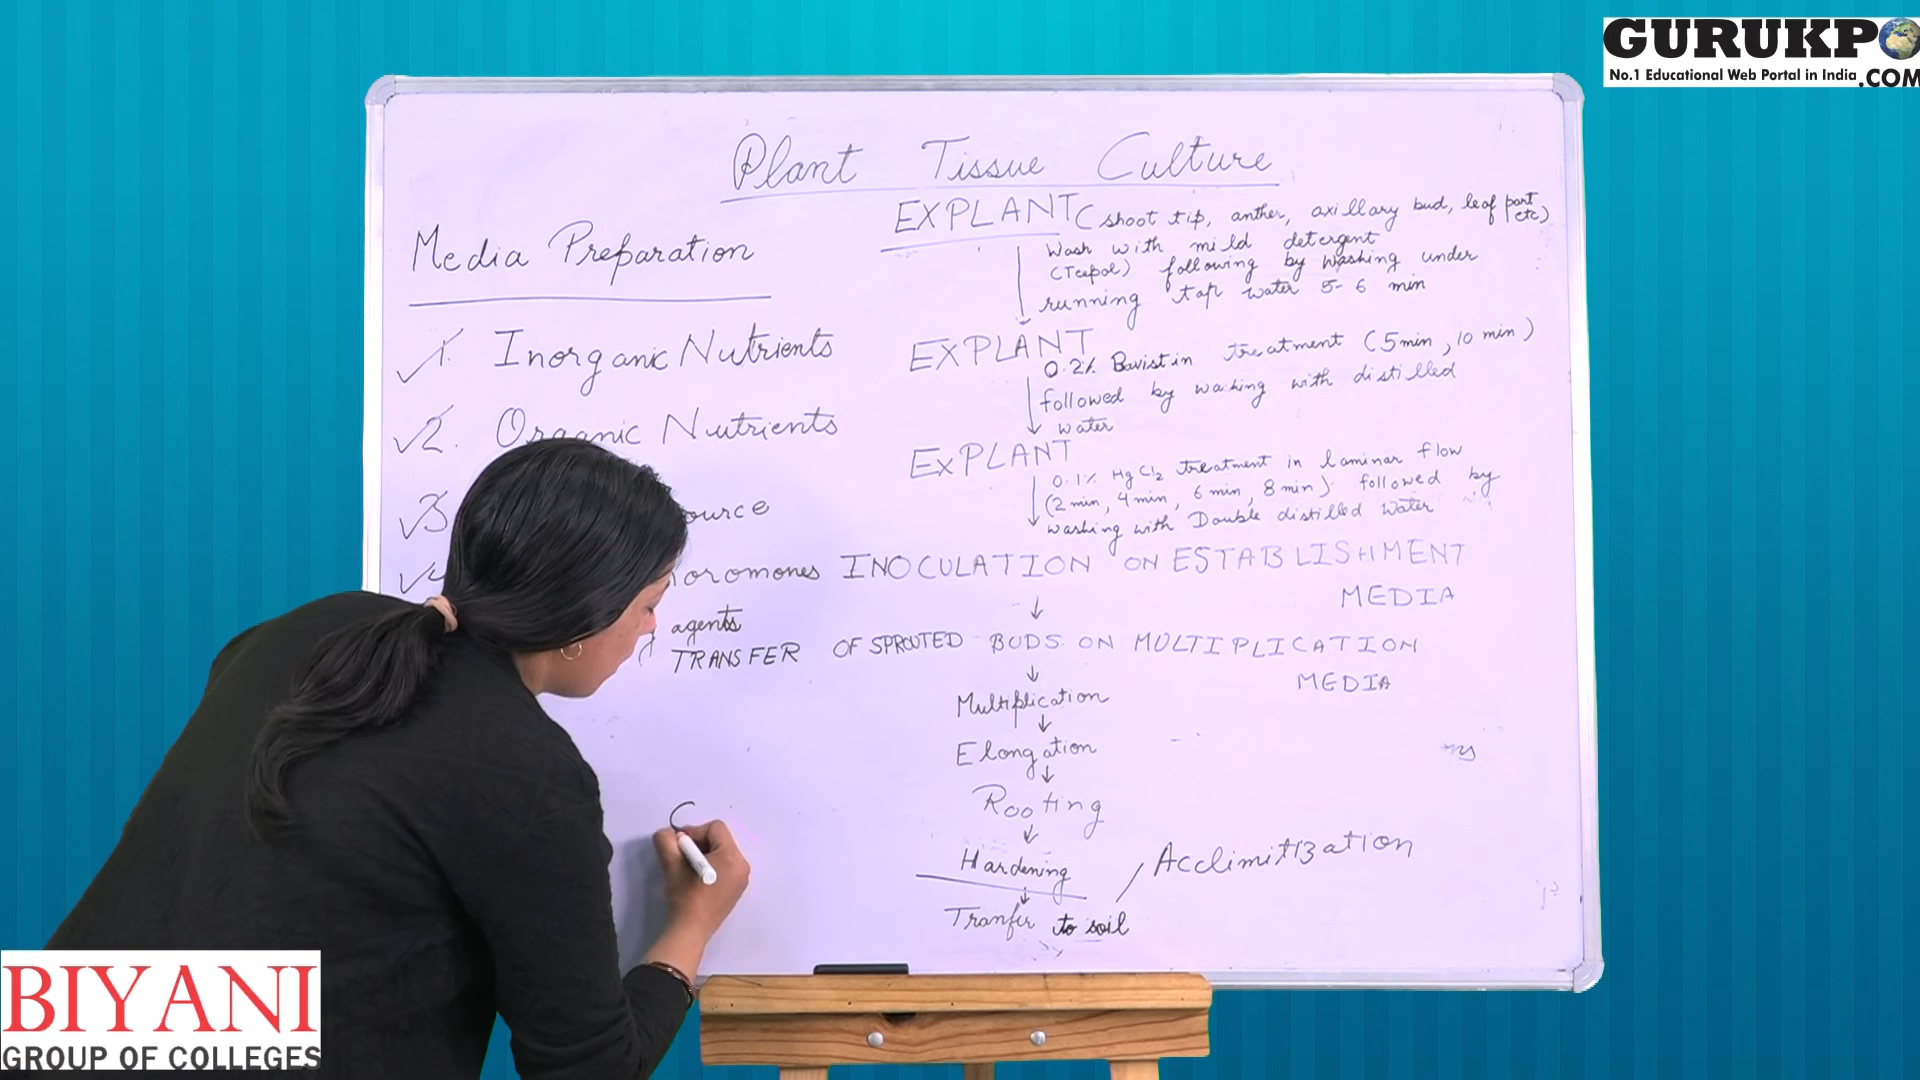 GURUKPO
No.1 Educational Web Portal in India .COM
Plant Tissue Culture
Media Preparation
1. Inorganic Nutrients
2. Organic Nutrients
3
ource
4
oromones
agents
EXPLANT (shoot tip, anther, axillary bud, leaf part etc)
Wash with mild detergent
(Teepol) following by washing under
running tap water 5-6 min
EXPLANT
0.2% Bavistin treatment (5min, 10 min)
followed by washing with distilled
water
EXPLANT
0.1% HgCl2 treatment in laminar flow
(2 min, 4 min, 6 min, 8 min) followed by
washing with Double distilled water
INOCULATION ON ESTABLISHMENT
MEDIA
TRANSFER OF SPROUTED BUDS ON MULTIPLICATION
MEDIA
Multiplication
Elongation
Rooting
Hardening
Acclimitization
Tranfer to soil
C
BIYANI
GROUP OF COLLEGES